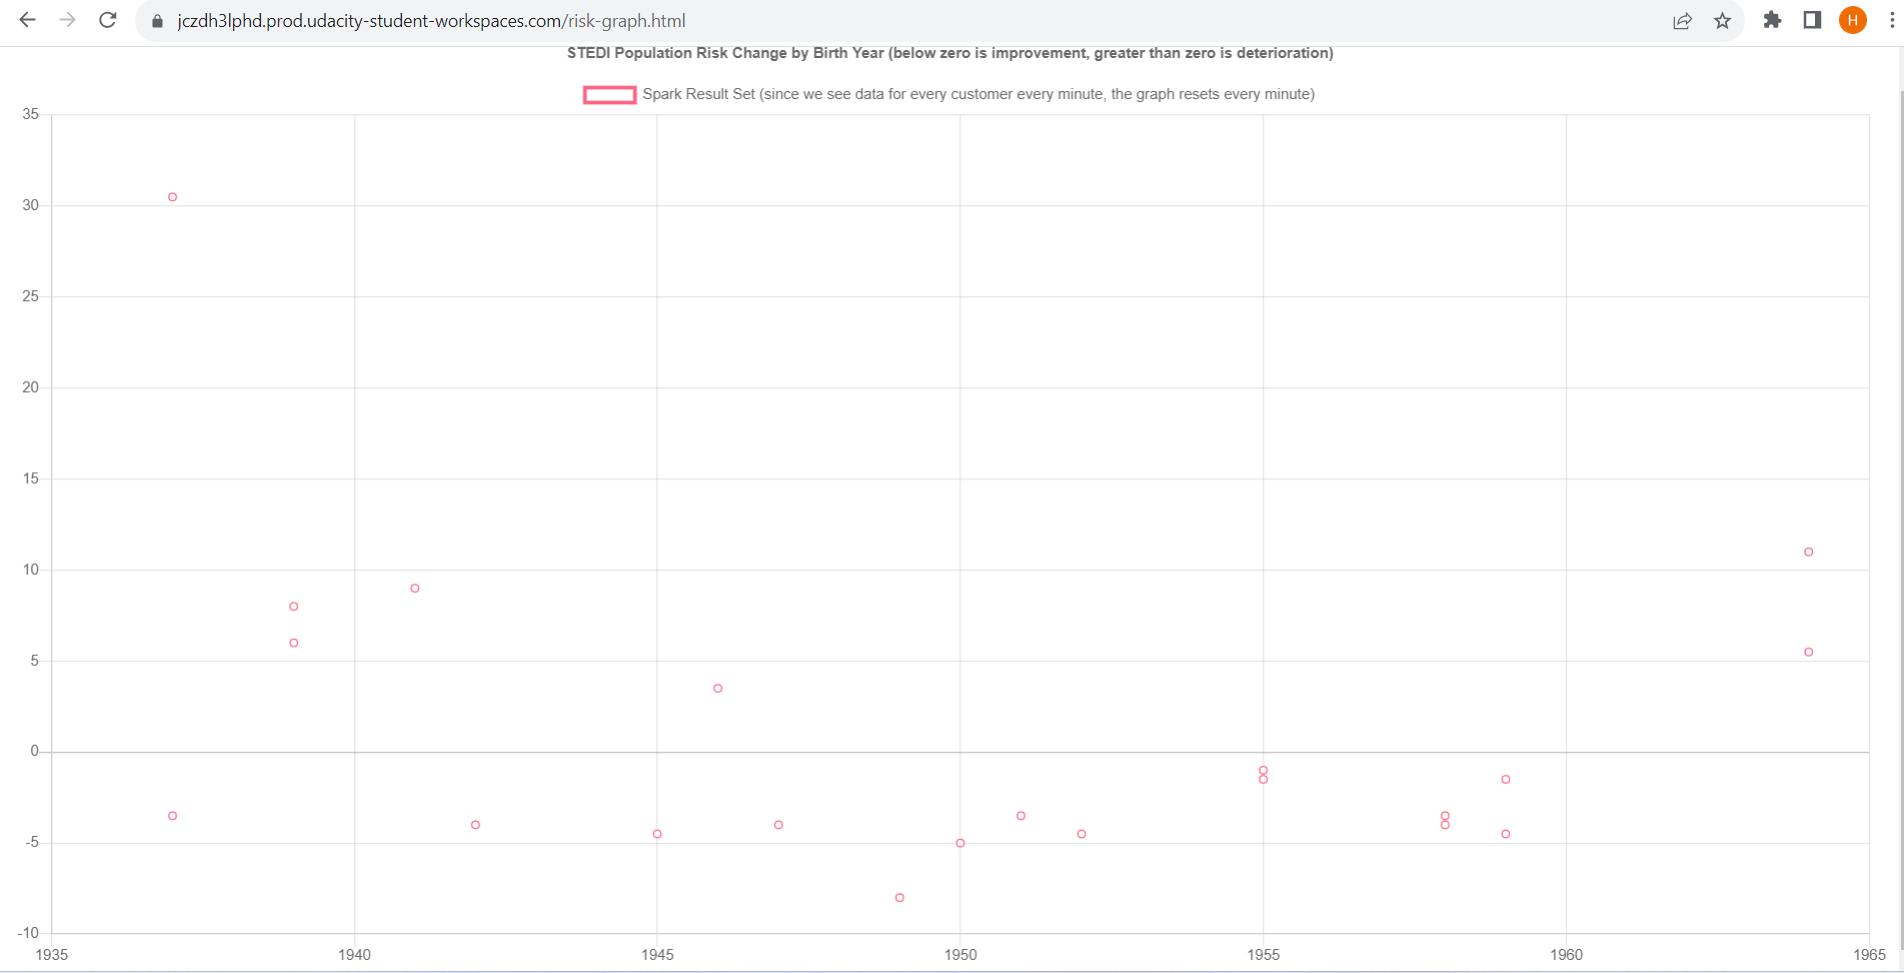 jczdh3lphd.prod.udacity-student-workspaces.com/risk-graph.html
H
STEDI Population Risk Change by Birth Year (below zero is improvement, greater than zero is deterioration)
Spark Result Set (since we see data for every customer every minute, the graph resets every minute)
35
30
25
20
15
10
5
0
-5
-10
1935 1940 1945 1950 1955 1960 1965